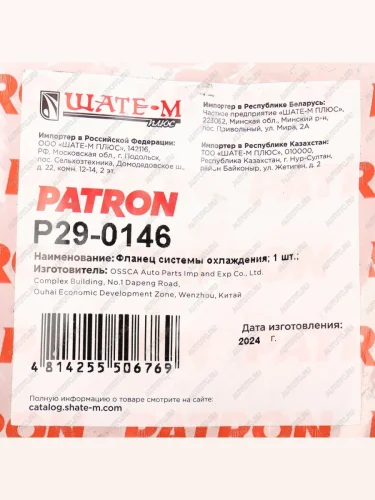 ШАТЕ-М
ПЛЮС
Импортер в Российской Федерации:
ООО «ШАТЕ-М ПЛЮС», 142116,
РФ, Московская обл., г. Подольск,
пос. Сельхозтехника, Домодедовское ш.,
д. 22, комн. 12-14, 2 эт.
Импортер в Республике Беларусь:
Частное предприятие «ШАТЕ-М ПЛЮС»,
223062, Минская обл., Минский р-н,
пос. Привольный, ул. Мира, 2А
Импортер в Республике Казахстан:
ТОО «ШАТЕ-М ПЛЮС», 010000,
Республика Казахстан, г. Нур-Султан,
район Байконыр, ул. Жетиген, д. 2
PATRON
P29-0146
Наименование: Фланец системы охлаждения; 1 шт.;
Изготовитель: OSSCA Auto Parts Imp and Exp Co., Ltd.
Complex Building, No.1 Dapeng Road,
Ouhai Economic Development Zone, Wenzhou, Китай
Дата изготовления:
2024 г.
4 814255 506769
Полную информацию о товаре смотрите на сайте:
catalog.shate-m.com
PATRON